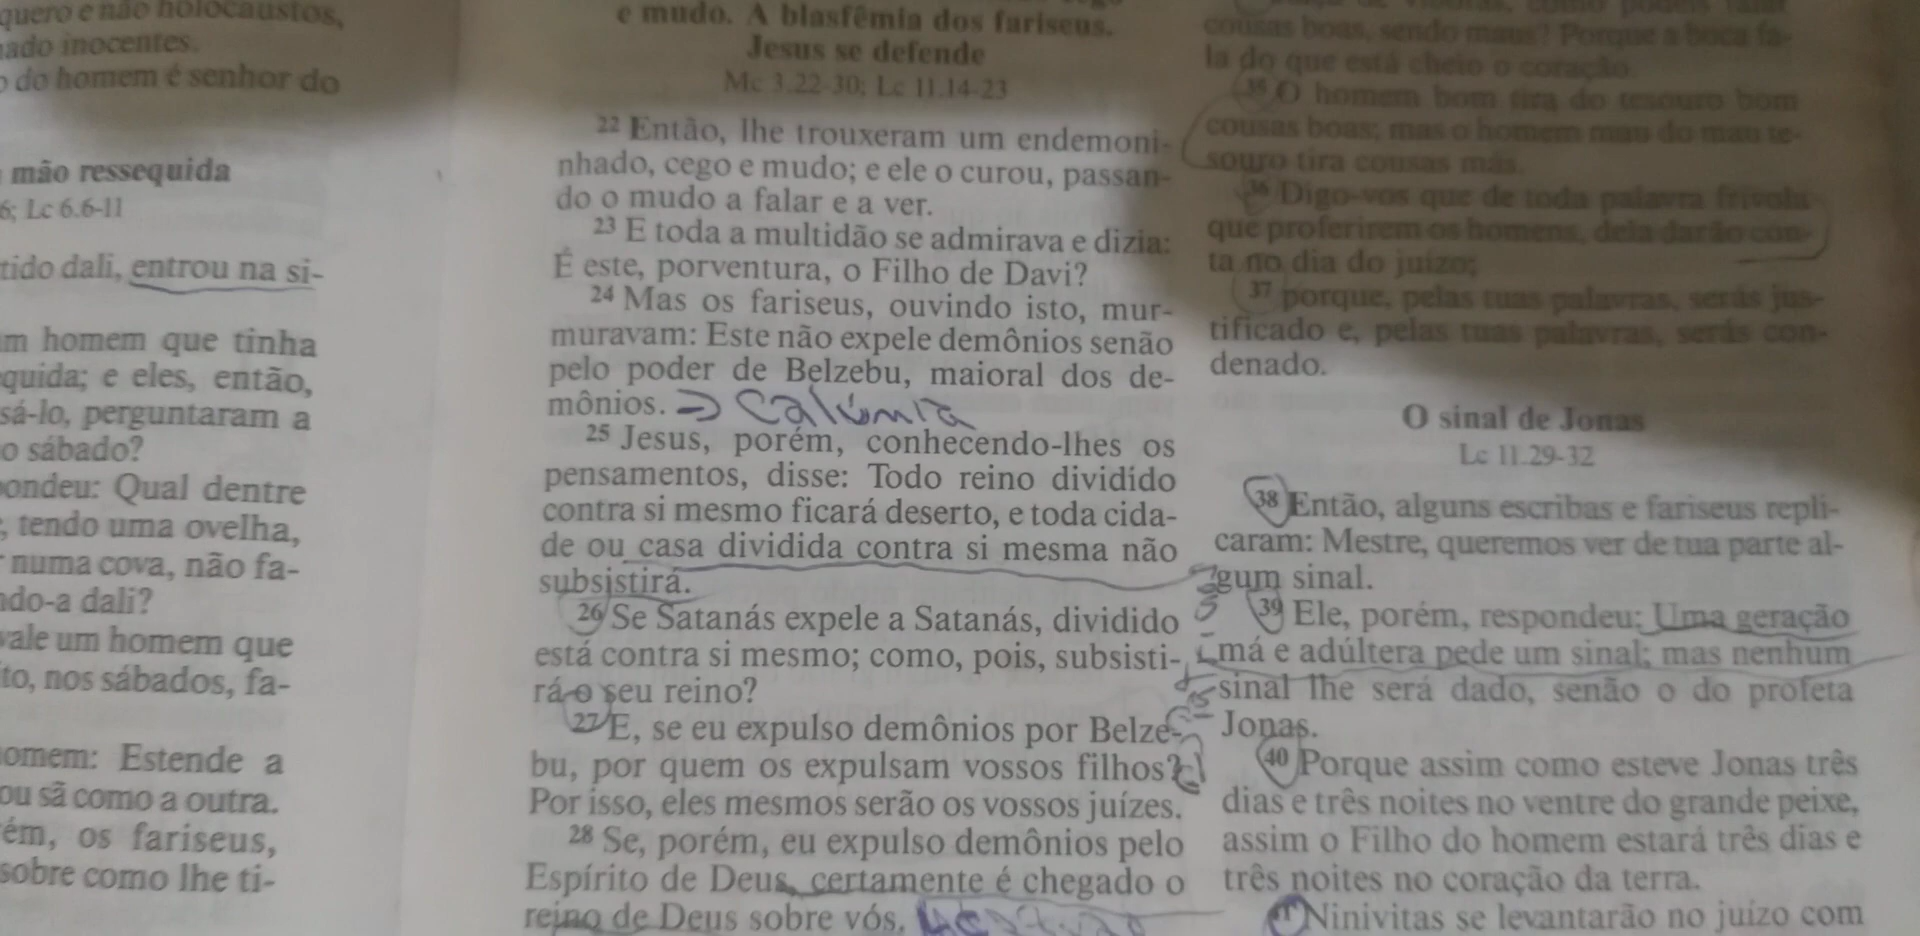 quero e não holocaustos,
ado inocentes.
o do homem é senhor do
mão ressequida
6; Lc 6.6-11
tido dali, entrou na si-
m homem que tinha
quida; e eles, então,
sá-lo, perguntaram a
o sábado?
ondeu: Qual dentre
, tendo uma ovelha,
numa cova, não fa-
ndo-a dali?
vale um homem que
ito, nos sábados, fa-
omem: Estende a
ou sã como a outra.
ém, os fariseus,
sobre como lhe ti-
e mudo. A blasfêmia dos fariseus.
Jesus se defende
Mc 3.22-30; Lc 11.14-23
22 Então, lhe trouxeram um endemoni-
nhado, cego e mudo; e ele o curou, passan-
do o mudo a falar e a ver.
23 E toda a multidão se admirava e dizia:
É este, porventura, o Filho de Davi?
24 Mas os fariseus, ouvindo isto, mur-
muravam: Este não expele demônios senão
pelo poder de Belzebu, maioral dos de-
mônios. => Calúmia
25 Jesus, porém, conhecendo-lhes os
pensamentos, disse: Todo reino dividido
contra si mesmo ficará deserto, e toda cida-
de ou casa dividida contra si mesma não
subsistirá.
26 Se Satanás expele a Satanás, dividido
está contra si mesmo; como, pois, subsisti-
rá o seu reino?
27 E, se eu expulso demônios por Belze-
bu, por quem os expulsam vossos filhos?
Por isso, eles mesmos serão os vossos juízes.
28 Se, porém, eu expulso demônios pelo
Espírito de Deus, certamente é chegado o
reino de Deus sobre vós.
cousas boas, sendo maus? Porque a boca fa-
la do que está cheio o coração.
35 O homem bom tira do tesouro bom
cousas boas; mas o homem mau do mau te-
souro tira cousas más.
36 Digo-vos que de toda palavra frívola
que proferirem os homens, dela darão con-
ta no dia do juízo;
37 porque, pelas tuas palavras, serás jus-
tificado e, pelas tuas palavras, serás con-
denado.
O sinal de Jonas
Lc 11.29-32
38 Então, alguns escribas e fariseus repli-
caram: Mestre, queremos ver de tua parte al-
gum sinal.
39 Ele, porém, respondeu: Uma geração
má e adúltera pede um sinal; mas nenhum
sinal lhe será dado, senão o do profeta
Jonas.
40 Porque assim como esteve Jonas três
dias e três noites no ventre do grande peixe,
assim o Filho do homem estará três dias e
três noites no coração da terra.
41 Ninivitas se levantarão no juízo com